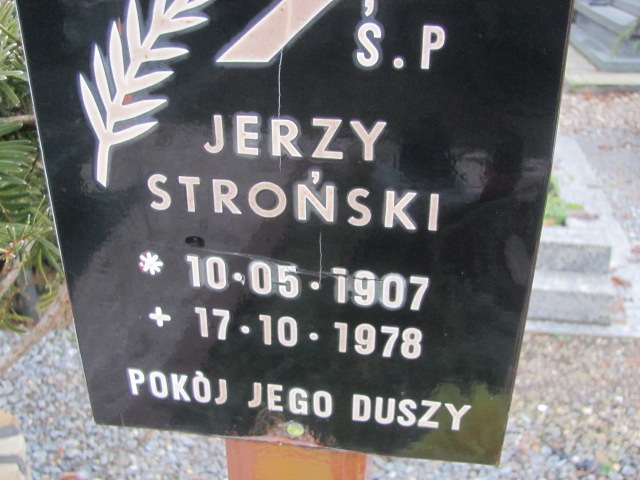 Ś.P
JERZY
STROŃSKI
* 10·05·1907
+ 17·10·1978
POKÒJ JEGO DUSZY